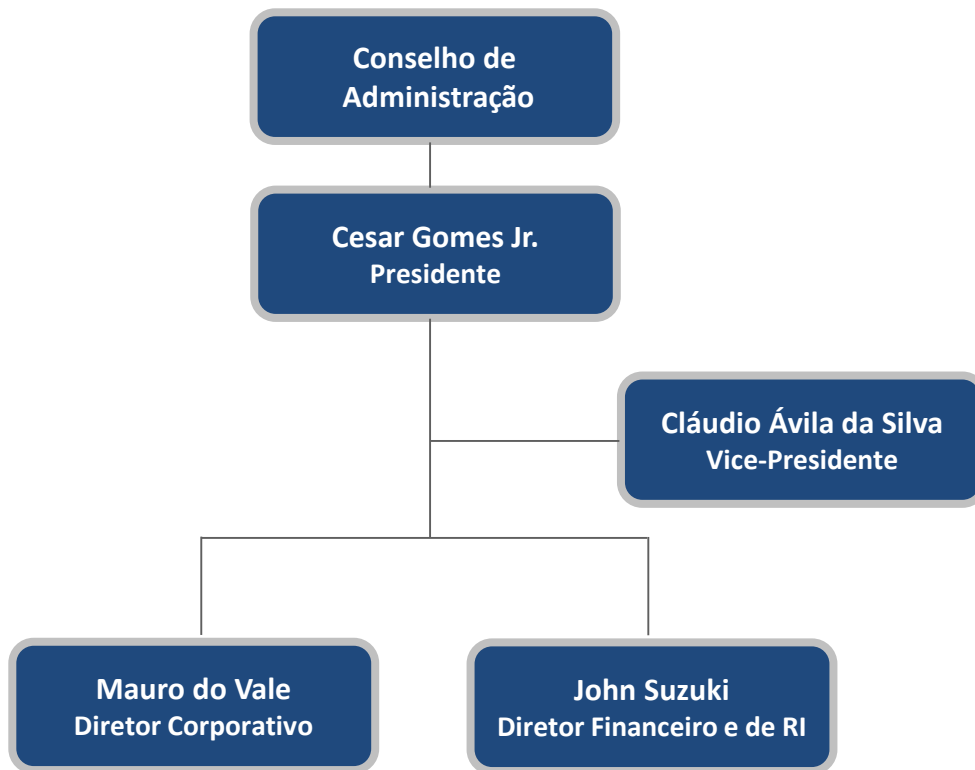 Conselho de
Administração
Cesar Gomes Jr.
Presidente
Cláudio Ávila da Silva
Vice-Presidente
Mauro do Vale
Diretor Corporativo
John Suzuki
Diretor Financeiro e de RI